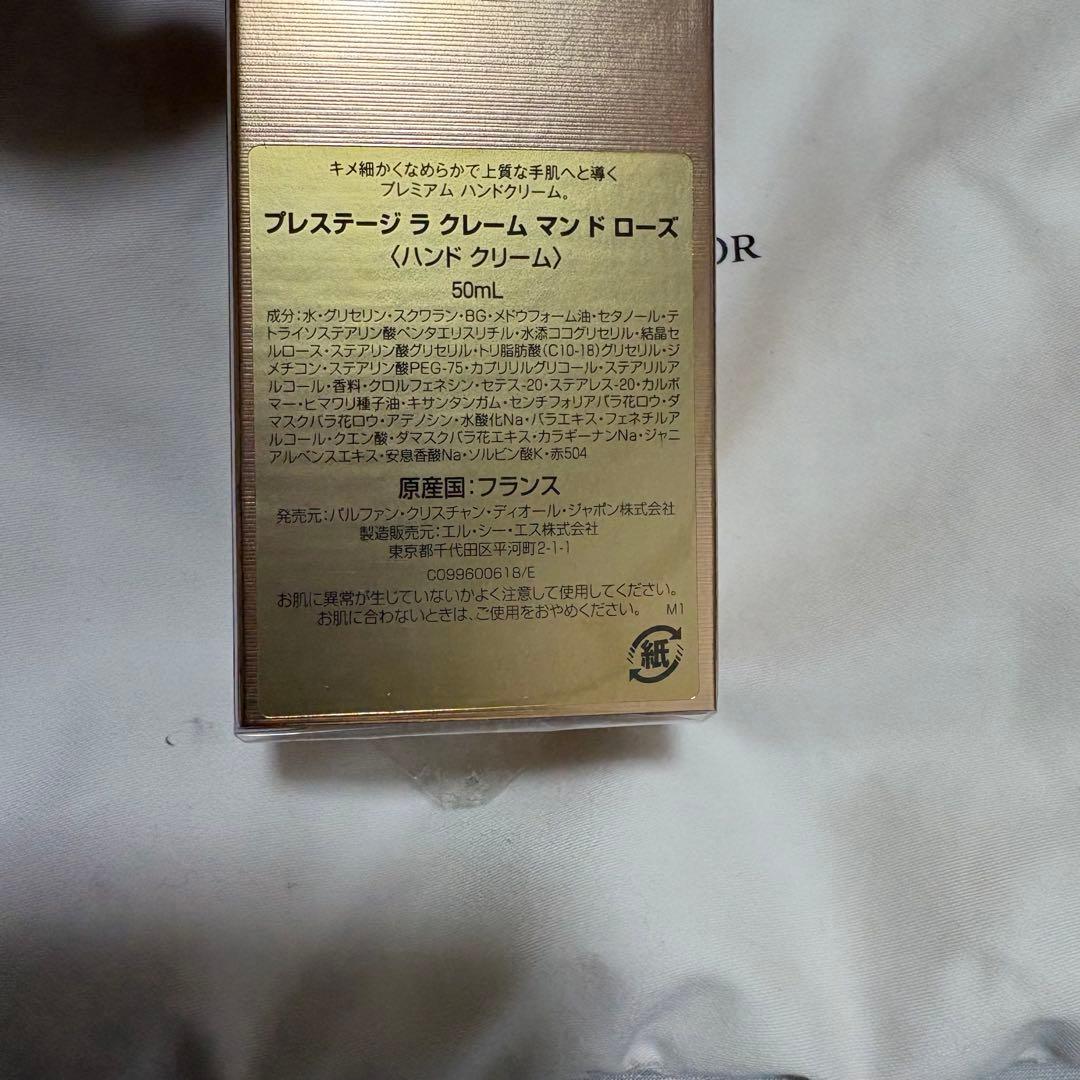 キメ細かくなめらかで上質な手肌へと導く
プレミアム ハンドクリーム。
プレステージ ラ クレーム マン ド ローズ
〈ハンド クリーム〉
50mL
成分：水・グリセリン・スクワラン・BG・メドウフォーム油・セタノール・テ
トライソステアリン酸ペンタエリスリチル・水添ココグリセリル・結晶セ
ルロース・ステアリン酸グリセリル・トリ脂肪酸（C10-18）グリセリル・ジ
メチコン・ステアリン酸PEG-75・カプリリルグリコール・ステアリルア
ルコール・香料・クロルフェネシン・セテス-20・ステアレス-20・カルボ
マー・ヒマワリ種子油・キサンタンガム・センチフォリアバラ花ロウ・ダ
マスクバラ花ロウ・アデノシン・水酸化Na・バラエキス・フェネチルア
ルコール・クエン酸・ダマスクバラ花エキス・カラギーナンNa・ジャニ
アルベンスエキス・安息香酸Na・ソルビン酸K・赤504
原産国：フランス
発売元：パルファン・クリスチャン・ディオール・ジャポン株式会社
製造販売元：エル・シー・エス株式会社
東京都千代田区平河町2-1-1
C099600618/E
お肌に異常が生じていないかよく注意して使用してください。
お肌に合わないときは、ご使用をおやめください。 M1
紙
OR